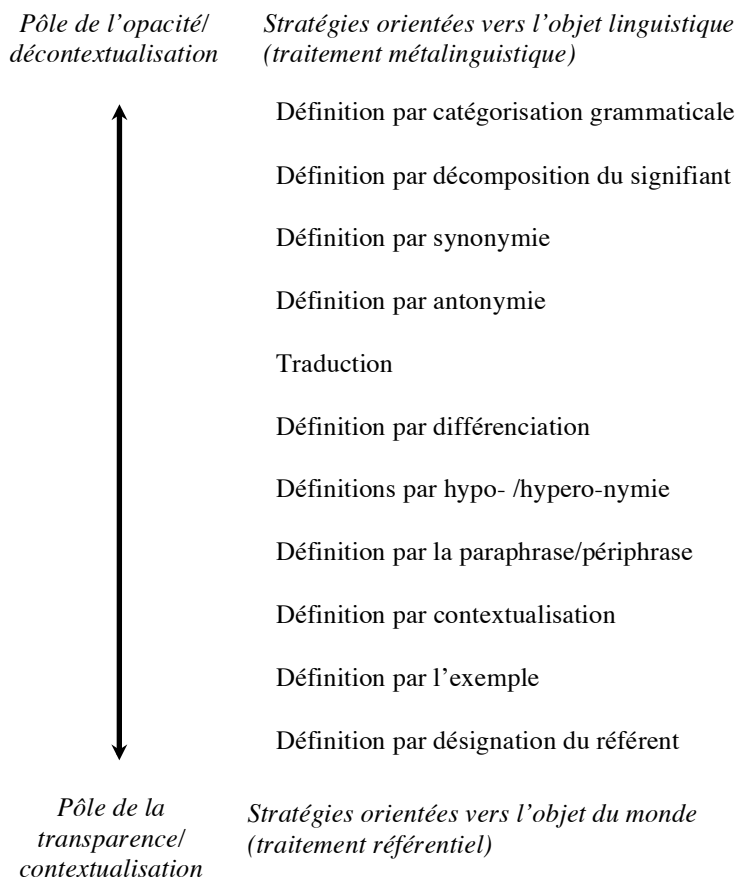 Pôle de l’opacité/
décontextualisation
Stratégies orientées vers l’objet linguistique
(traitement métalinguistique)
Définition par catégorisation grammaticale
Définition par décomposition du signifiant
Définition par synonymie
Définition par antonymie
Traduction
Définition par différenciation
Définitions par hypo- /hypero-nymie
Définition par la paraphrase/périphrase
Définition par contextualisation
Définition par l’exemple
Définition par désignation du référent
Pôle de la
transparence/
contextualisation
Stratégies orientées vers l’objet du monde
(traitement référentiel)